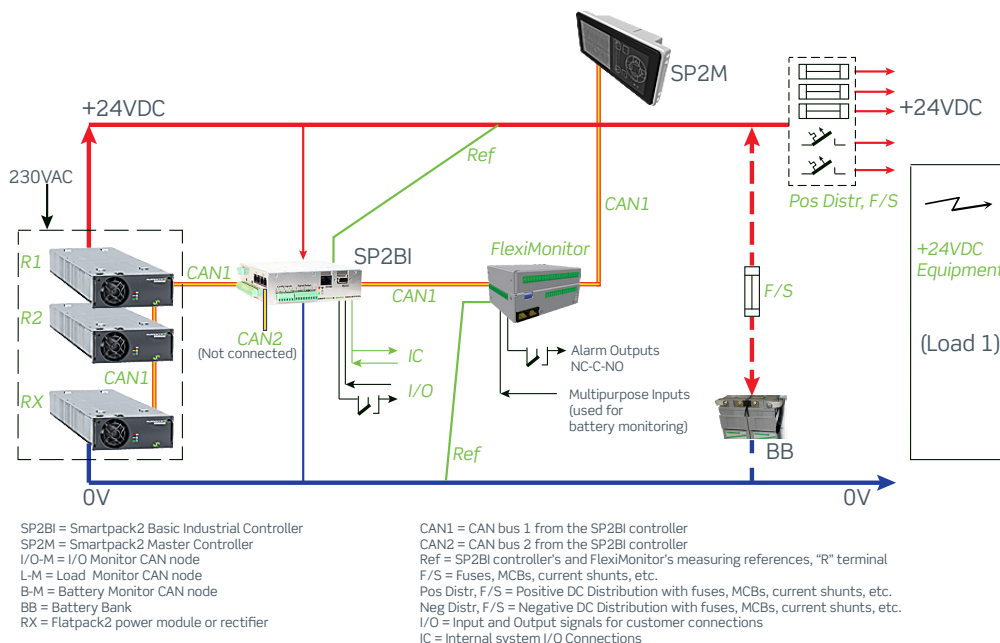 SP2M
+24VDC
+24VDC
Ref
230VAC
CAN1
Pos Distr, F/S
R1
SP2BI
FlexiMonitor
+24VDC
Equipment
CAN1
CAN1
F/S
R2
CAN2
(Not connected)
IC
Alarm Outputs
NC-C-NO
(Load 1)
CAN1
I/O
Multipurpose Inputs
(used for
battery monitoring)
RX
Ref
BB
0V
0V
SP2BI = Smartpack2 Basic Industrial Controller
SP2M = Smartpack2 Master Controller
I/O-M = I/O Monitor CAN node
L-M = Load Monitor CAN node
B-M = Battery Monitor CAN node
BB = Battery Bank
RX = Flatpack2 power module or rectifier
CAN1 = CAN bus 1 from the SP2BI controller
CAN2 = CAN bus 2 from the SP2BI controller
Ref = SP2BI controller's and FlexiMonitor's measuring references, "R" terminal
F/S = Fuses, MCBs, current shunts, etc.
Pos Distr, F/S = Positive DC Distribution with fuses, MCBs, current shunts, etc.
Neg Distr, F/S = Negative DC Distribution with fuses, MCBs, current shunts, etc.
I/O = Input and Output signals for customer connections
IC = Internal system I/O Connections